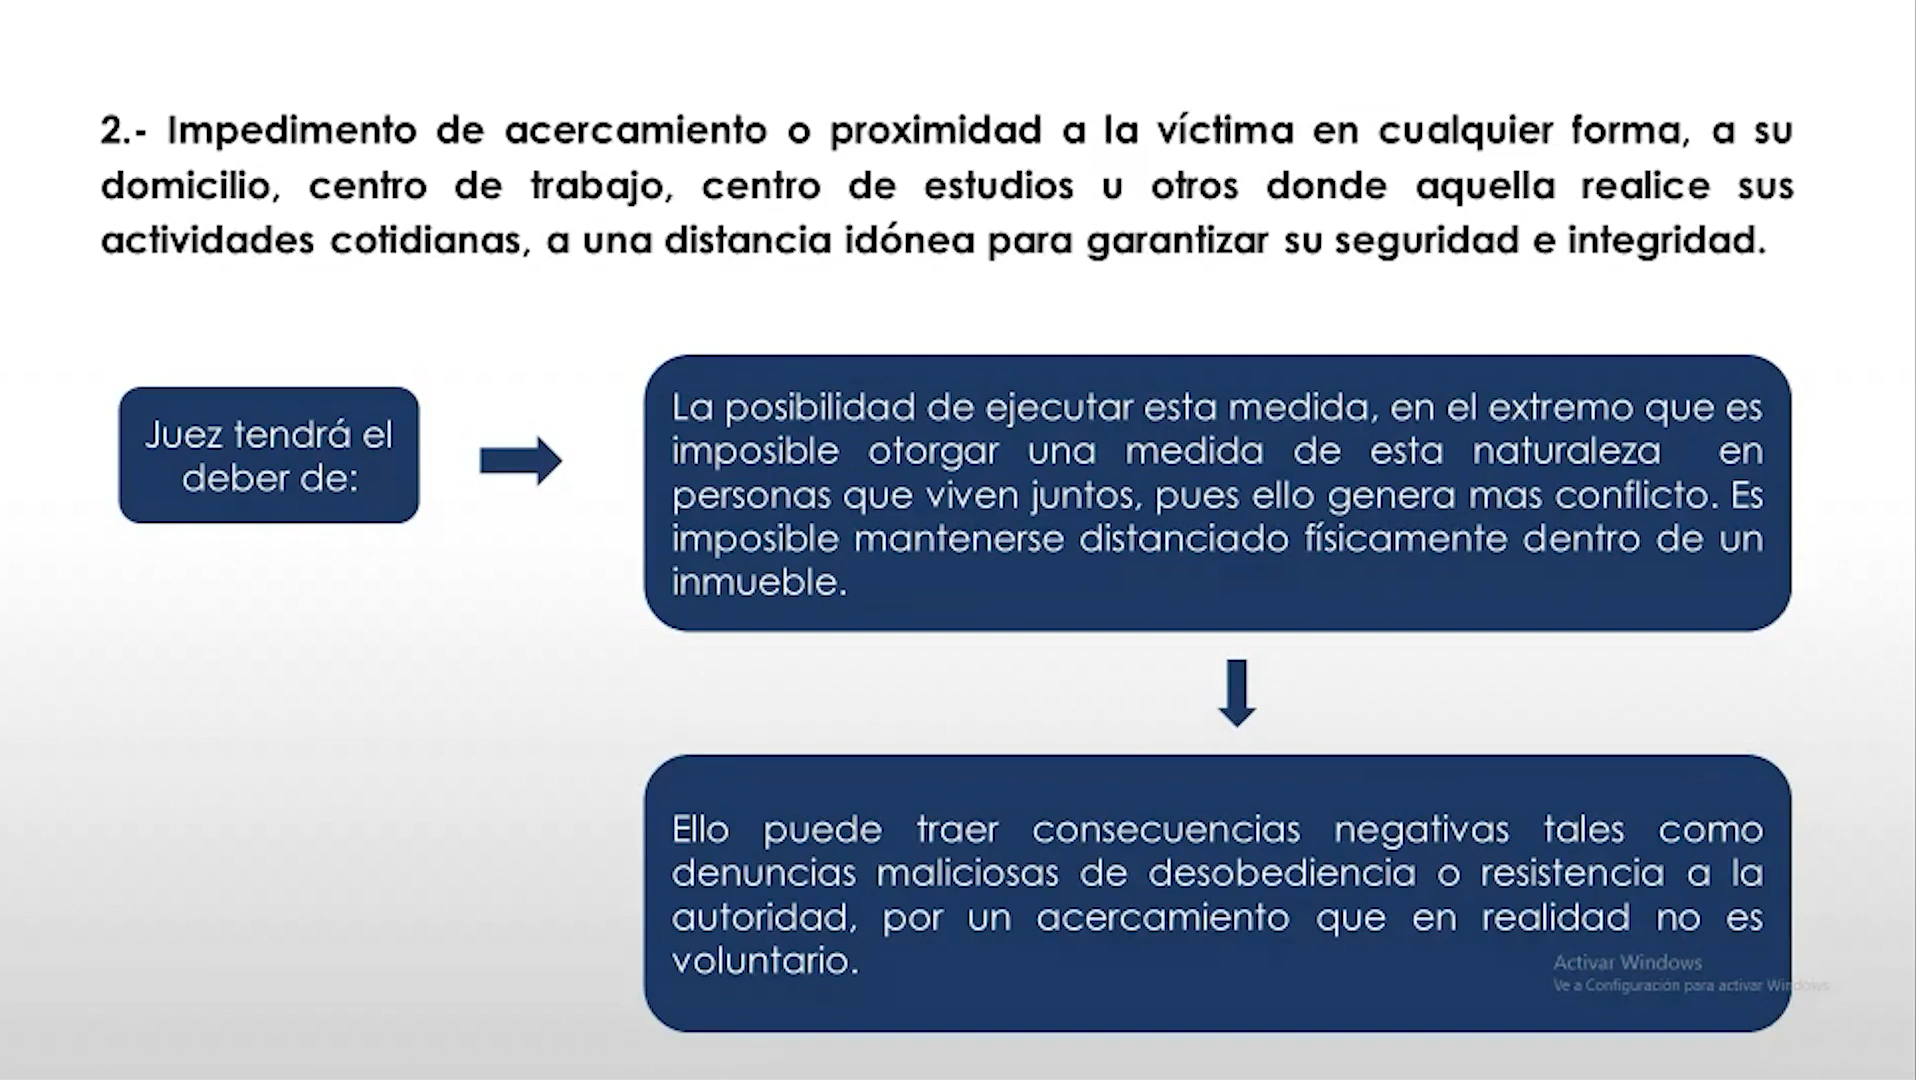 2.- Impedimento de acercamiento o proximidad a la víctima en cualquier forma, a su
domicilio, centro de trabajo, centro de estudios u otros donde aquella realice sus
actividades cotidianas, a una distancia idónea para garantizar su seguridad e integridad.
Juez tendrá el
deber de:
La posibilidad de ejecutar esta medida, en el extremo que es
imposible otorgar una medida de esta naturaleza en
personas que viven juntos, pues ello genera mas conflicto. Es
imposible mantenerse distanciado físicamente dentro de un
inmueble.
Ello puede traer consecuencias negativas tales como
denuncias maliciosas de desobediencia o resistencia a la
autoridad, por un acercamiento que en realidad no es
voluntario.
Activar Windows
Ve a Configuración para activar Windows.